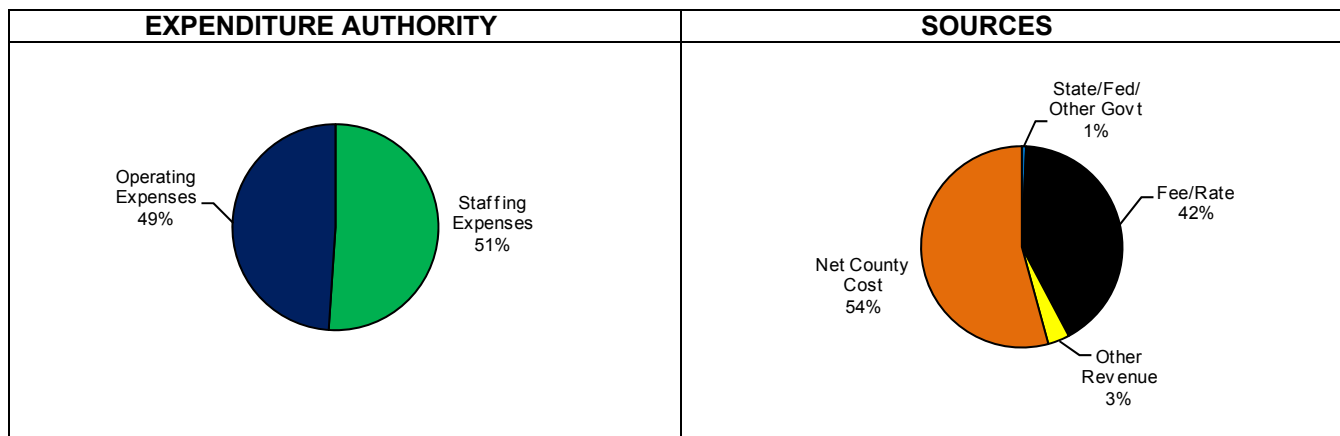 EXPENDITURE AUTHORITY
SOURCES
Operating
Expenses
49%
Staffing
Expenses
51%
State/Fed/
Other Govt
1%
Fee/Rate
42%
Net County
Cost
54%
Other
Revenue
3%